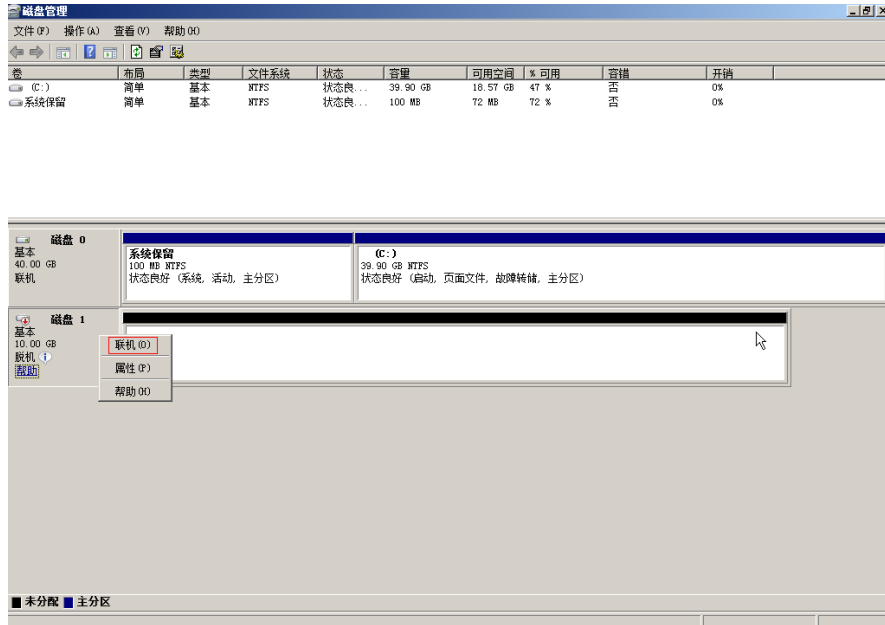 磁盘管理
文件(F) 操作(A) 查看(V) 帮助(H)
卷 布局 类型 文件系统 状态 容量 可用空间 % 可用 容错 开销
(C:) 简单 基本 NTFS 状态良... 39.90 GB 18.57 GB 47 % 否 0%
系统保留 简单 基本 NTFS 状态良... 100 MB 72 MB 72 % 否 0%
磁盘 0
基本
40.00 GB
联机
系统保留
100 MB NTFS
状态良好 (系统, 活动, 主分区)
(C:)
39.90 GB NTFS
状态良好 (启动, 页面文件, 故障转储, 主分区)
磁盘 1
基本
10.00 GB
脱机
帮助
联机(O)
属性(P)
帮助(H)
未分配 主分区